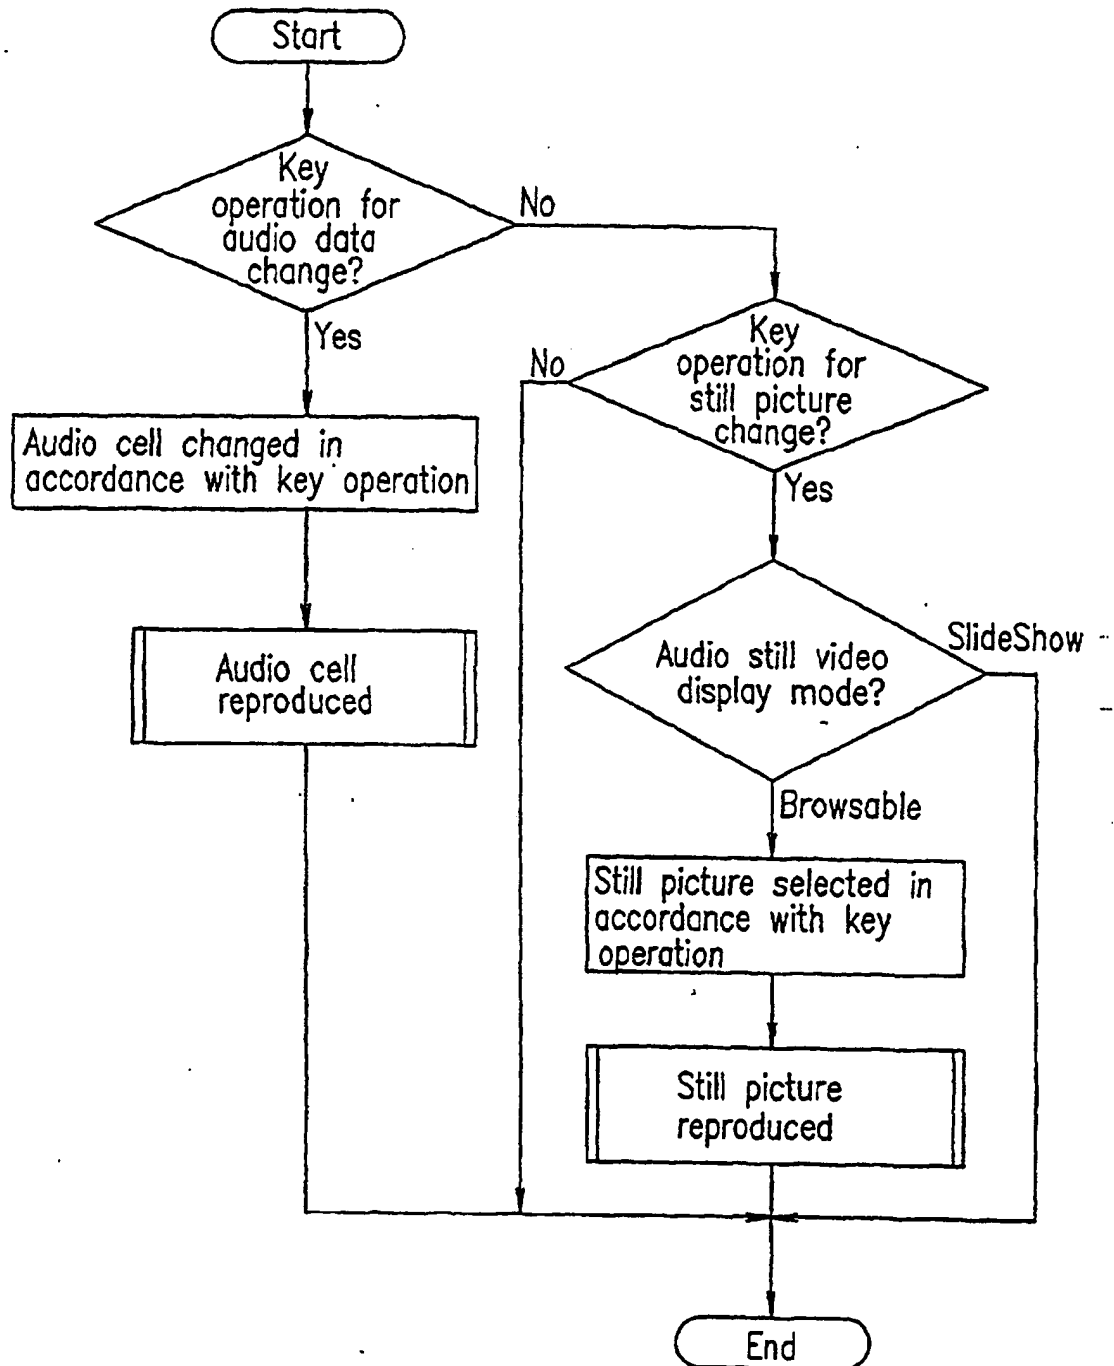 Start
Key
operation for
audio data
change?
No
Yes
Audio cell changed in
accordance with key operation
Audio cell
reproduced
Key
operation for
still picture
change?
No
Yes
Audio still video
display mode?
SlideShow
Browsable
Still picture selected in
accordance with key
operation
Still picture
reproduced
End